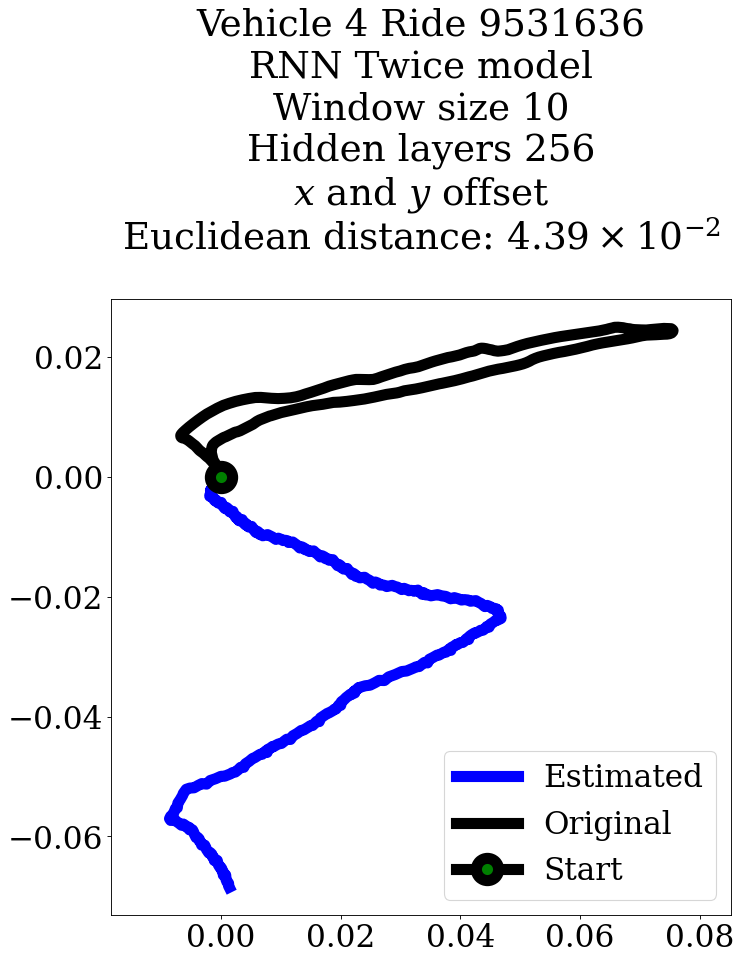 Vehicle 4 Ride 9531636
RNN Twice model
Window size 10
Hidden layers 256
x and y offset
Euclidean distance: 4.39 × 10⁻²
0.02
0.00
−0.02
−0.04
−0.06
Estimated
Original
Start
0.00 0.02 0.04 0.06 0.08